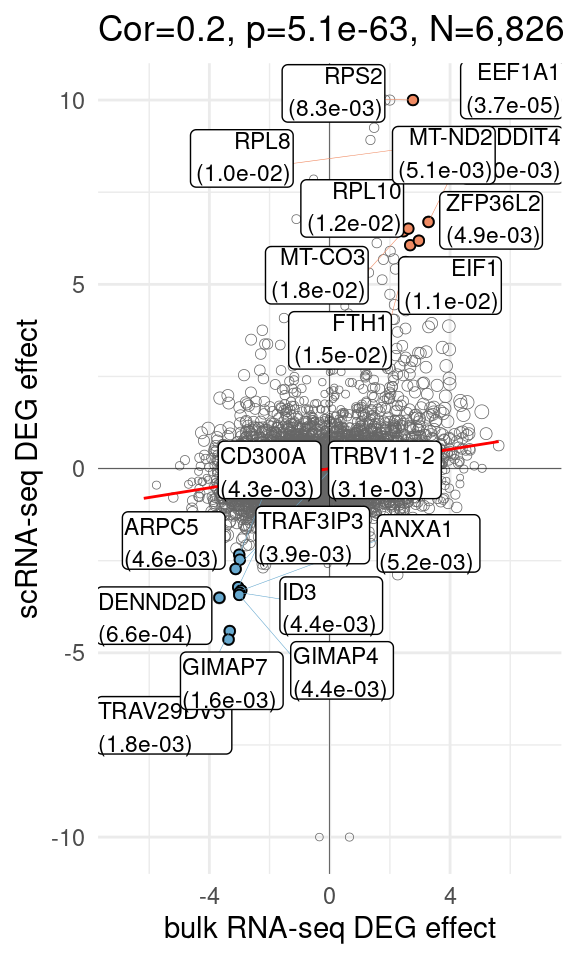 Cor=0.2, p=5.1e-63, N=6,826
EEF1A1
(3.7e-05)
RPS2
(8.3e-03)
10
RPL8
(1.0e-02)
MT-ND2
(5.1e-03)
DDIT4
0e-03)
RPL10
(1.2e-02)
ZFP36L2
(4.9e-03)
MT-CO3
(1.8e-02)
EIF1
(1.1e-02)
5
FTH1
(1.5e-02)
CD300A
(4.3e-03)
TRBV11-2
(3.1e-03)
0
ARPC5
(4.6e-03)
TRAF3IP3
(3.9e-03)
ANXA1
(5.2e-03)
DENND2D
(6.6e-04)
ID3
(4.4e-03)
-5
GIMAP7
(1.6e-03)
GIMAP4
(4.4e-03)
TRAV29DV5
(1.8e-03)
-10
-4 0 4
bulk RNA-seq DEG effect
scRNA-seq DEG effect